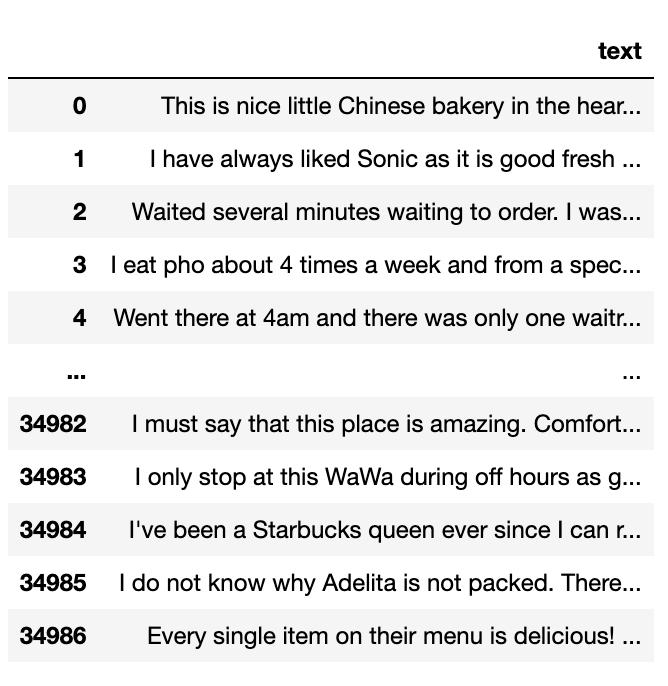 text
0 This is nice little Chinese bakery in the hear...
1 I have always liked Sonic as it is good fresh ...
2 Waited several minutes waiting to order. I was...
3 I eat pho about 4 times a week and from a spec...
4 Went there at 4am and there was only one waitr...
... ...
34982 I must say that this place is amazing. Comfort...
34983 I only stop at this WaWa during off hours as g...
34984 I've been a Starbucks queen ever since I can r...
34985 I do not know why Adelita is not packed. There...
34986 Every single item on their menu is delicious! ...